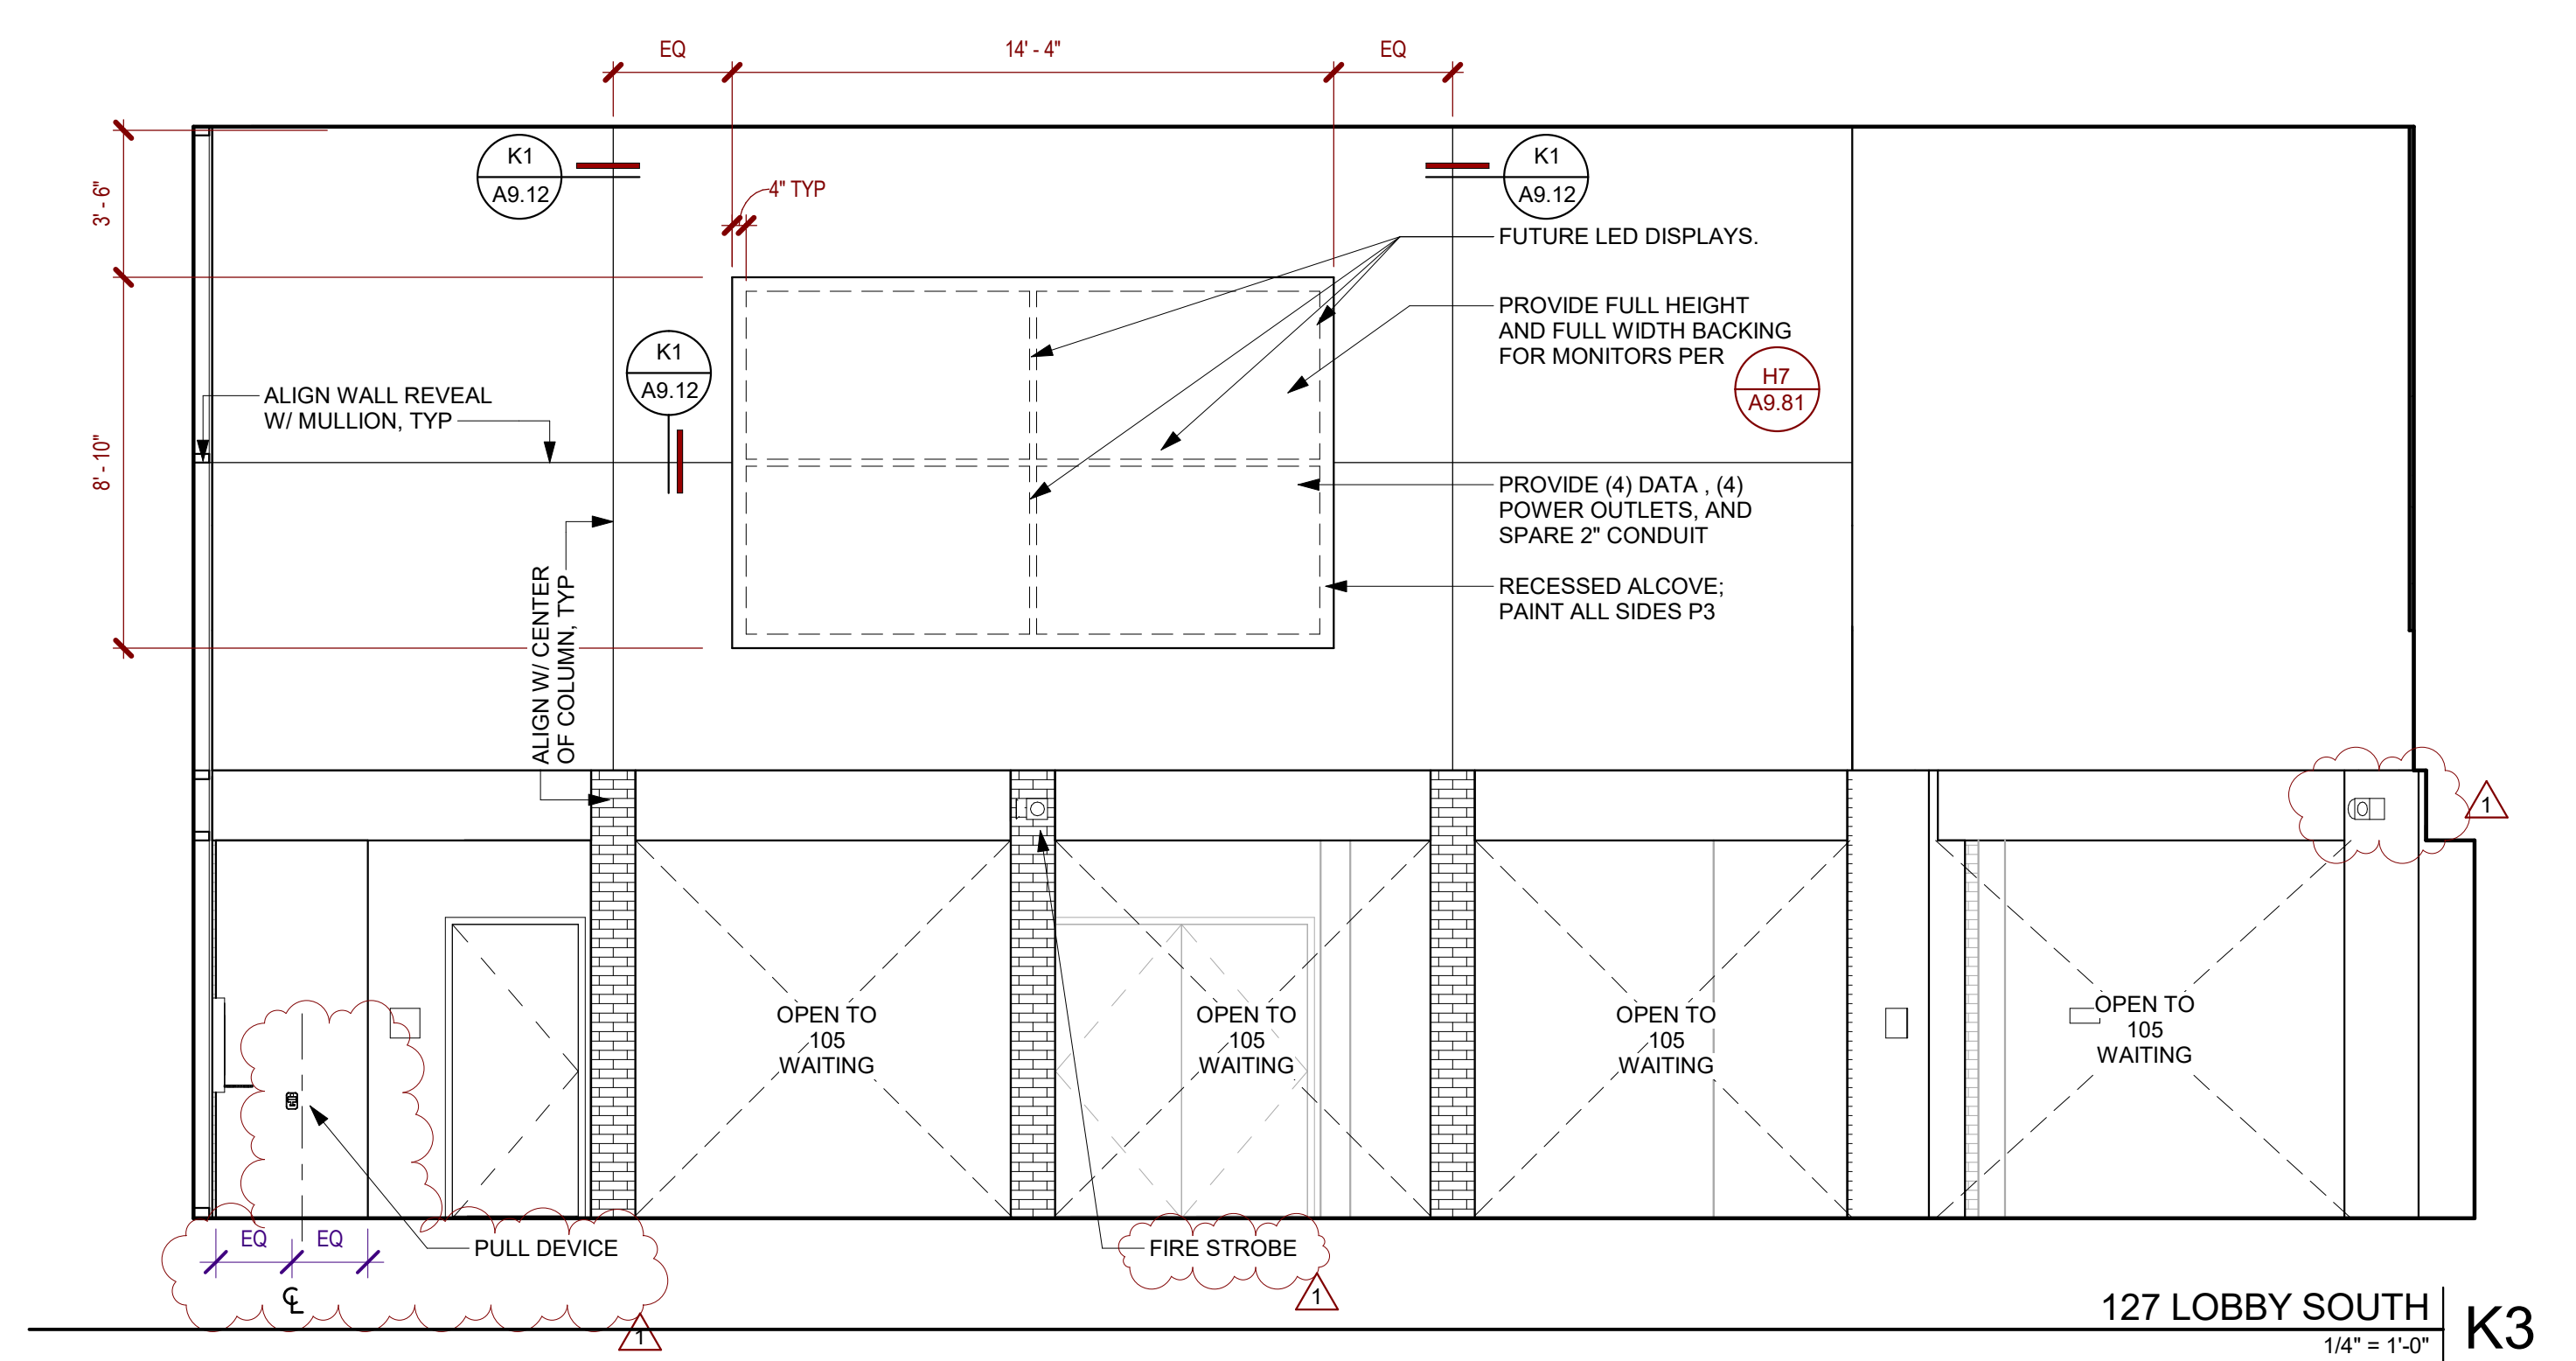 EQ
14' - 4"
EQ
3' - 6"
K1
A9.12
4" TYP
K1
A9.12
FUTURE LED DISPLAYS.
PROVIDE FULL HEIGHT
AND FULL WIDTH BACKING
FOR MONITORS PER
H7
A9.81
K1
A9.12
ALIGN WALL REVEAL
W/ MULLION, TYP
8' - 10"
PROVIDE (4) DATA , (4)
POWER OUTLETS, AND
SPARE 2" CONDUIT
RECESSED ALCOVE;
PAINT ALL SIDES P3
ALIGN W/ CENTER
OF COLUMN, TYP
1
OPEN TO
105
WAITING
OPEN TO
105
WAITING
OPEN TO
105
WAITING
OPEN TO
105
WAITING
EQ
EQ
PULL DEVICE
FIRE STROBE
℄
1
1
127 LOBBY SOUTH
1/4" = 1'-0"
K3